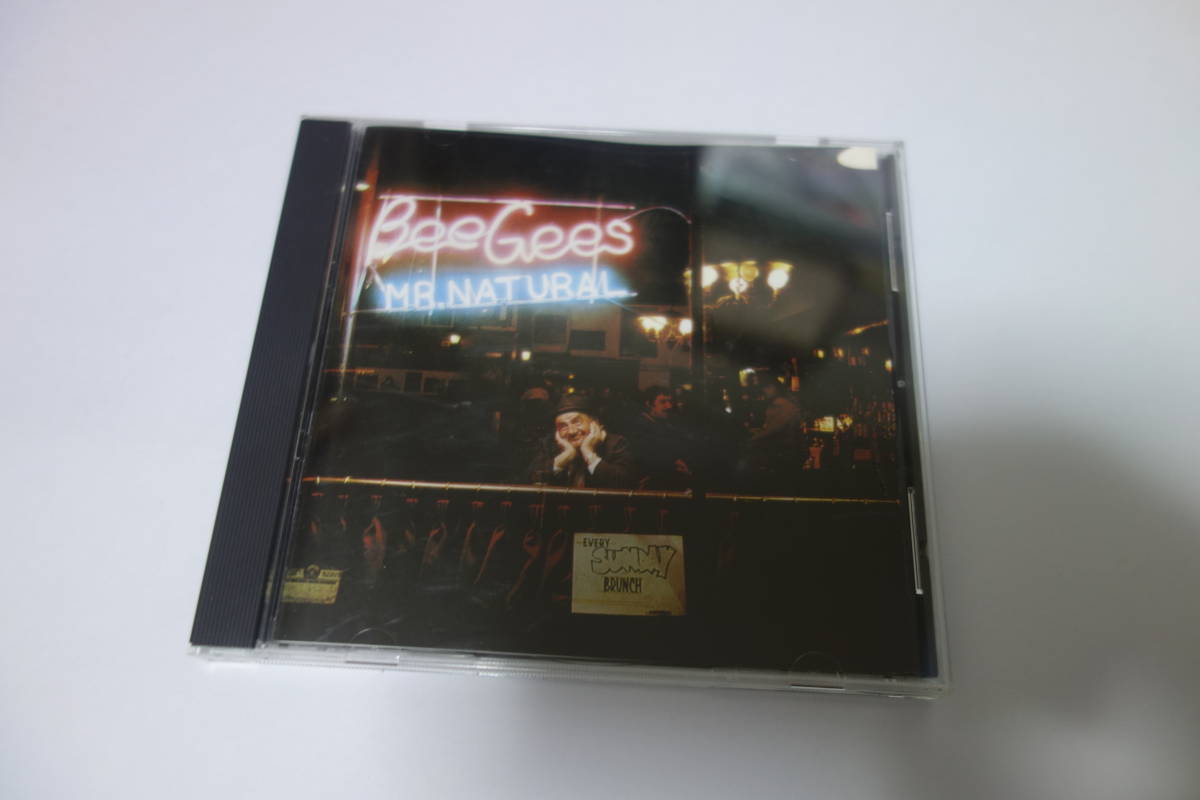 BeeGees
MR. NATURAL
EVERY
SUNDAY
BRUNCH